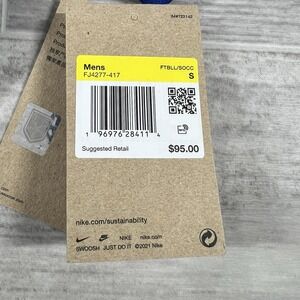 Mens
FTBLL/SOCC
FJ4277-417
S
1 96976 28411 4
Suggested Retail
$95.00
nike.com/sustainability
NIKE nike.com
SWOOSH JUST DO IT ©2021 Nike